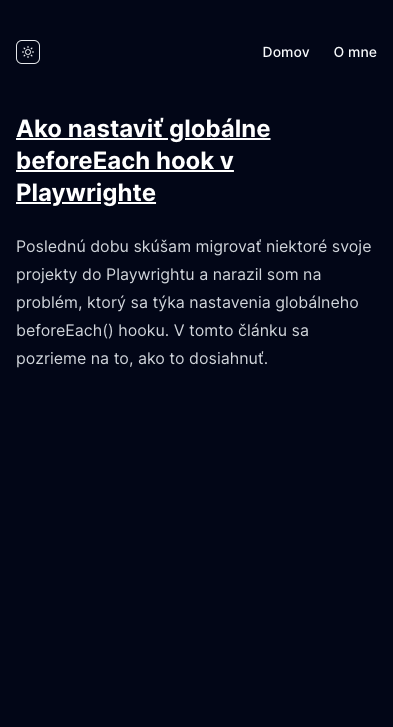 Domov O mne
Ako nastaviť globálne
beforeEach hook v
Playwrighte
Poslednú dobu skúšam migrovať niektoré svoje
projekty do Playwrightu a narazil som na
problém, ktorý sa týka nastavenia globálneho
beforeEach() hooku. V tomto článku sa
pozrieme na to, ako to dosiahnuť.